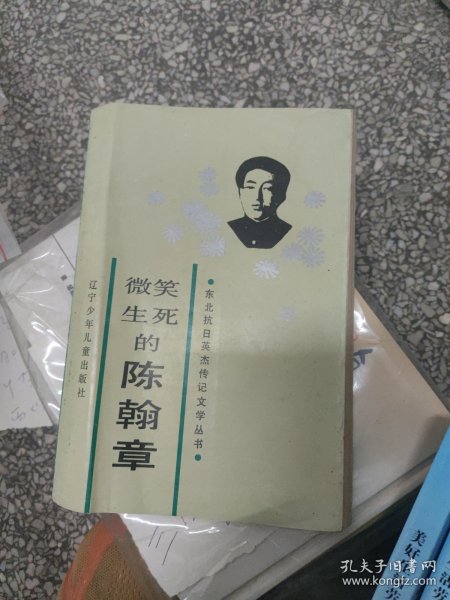 ●东北抗日英杰传记文学丛书●
微笑
生死
的陈翰章
辽宁少年儿童出版社
孔夫子旧书网
www.kongfz.com